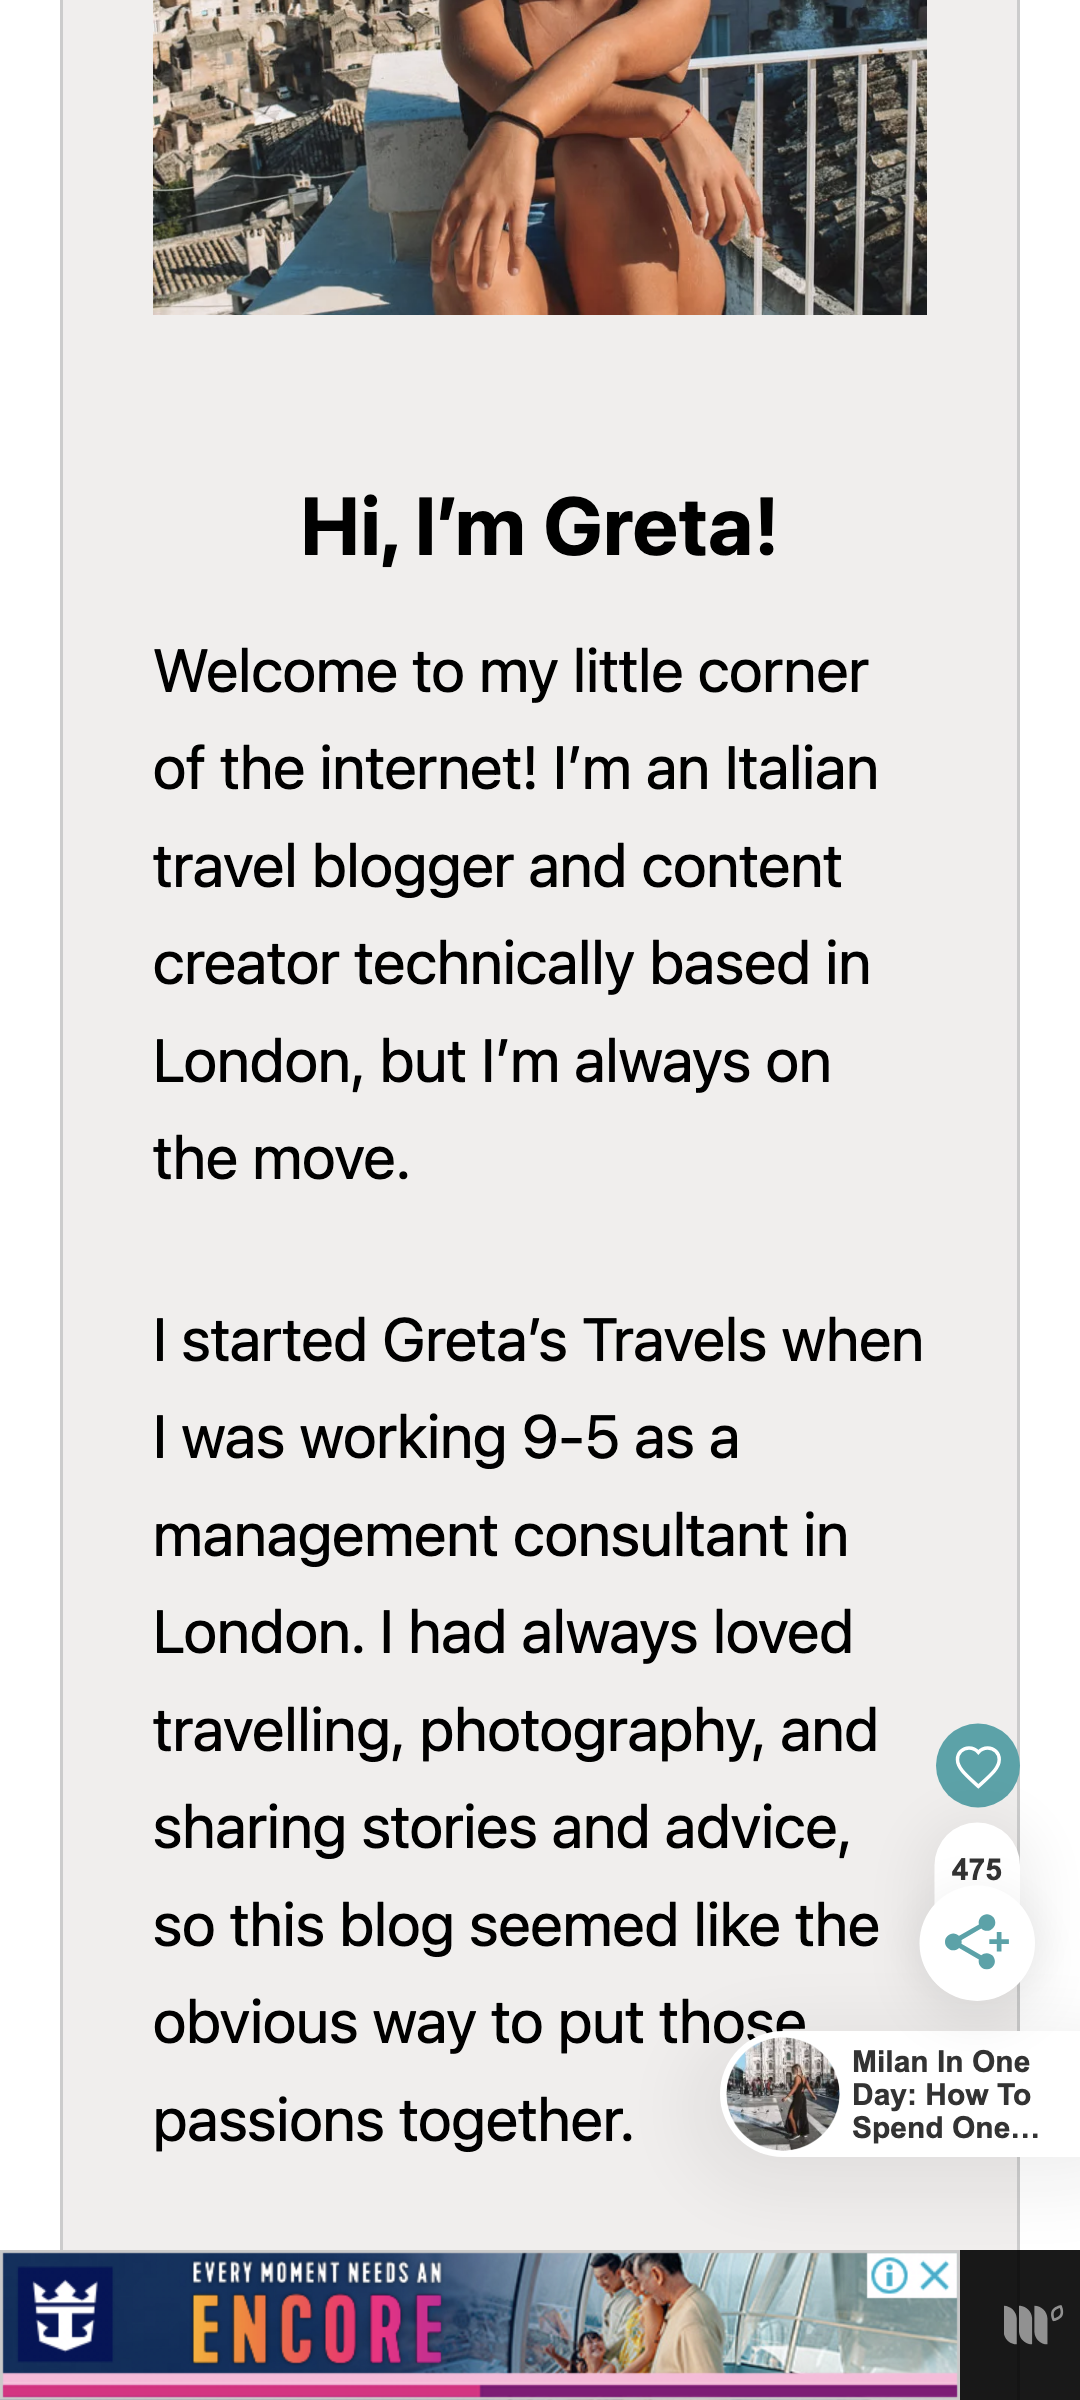 Hi, I’m Greta!
Welcome to my little corner
of the internet! I’m an Italian
travel blogger and content
creator technically based in
London, but I’m always on
the move.
I started Greta’s Travels when
I was working 9-5 as a
management consultant in
London. I had always loved
travelling, photography, and
sharing stories and advice,
so this blog seemed like the
obvious way to put those
passions together.
475
Milan In One
Day: How To
Spend One...
EVERY MOMENT NEEDS AN
ENCORE